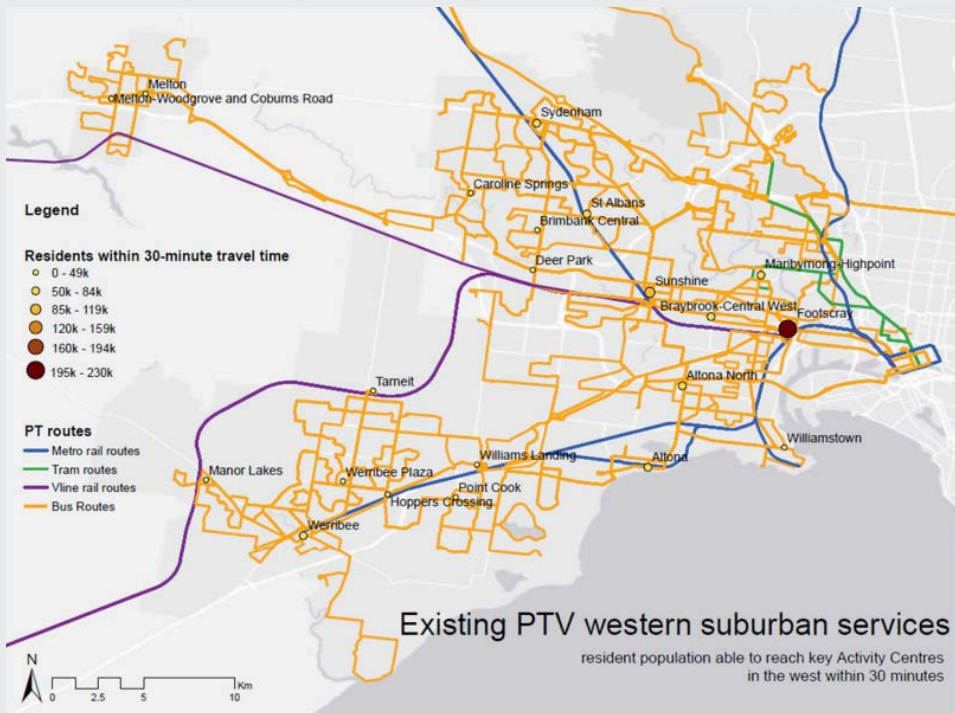 Melton
Melton-Woodgrove and Coburns Road
Sydenham
Caroline Springs
St Albans
Brimbank Central
Deer Park
Maribyrnong-Highpoint
Sunshine
Braybrook-Central West
Footscray
Tarneit
Altona North
Williamstown
Manor Lakes
Werribee Plaza
Williams Landing
Altona
Hoppers Crossing
Point Cook
Werribee
Legend
Residents within 30-minute travel time
0 - 49k
50k - 84k
85k - 119k
120k - 159k
160k - 194k
195k - 230k
PT routes
Metro rail routes
Tram routes
Vline rail routes
Bus Routes
Existing PTV western suburban services
resident population able to reach key Activity Centres
in the west within 30 minutes
N
Km
0 2.5 5 10